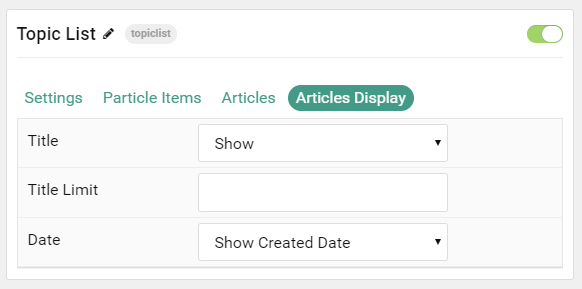 Topic List topiclist
Settings Particle Items Articles Articles Display
Title Show
Title Limit
Date Show Created Date